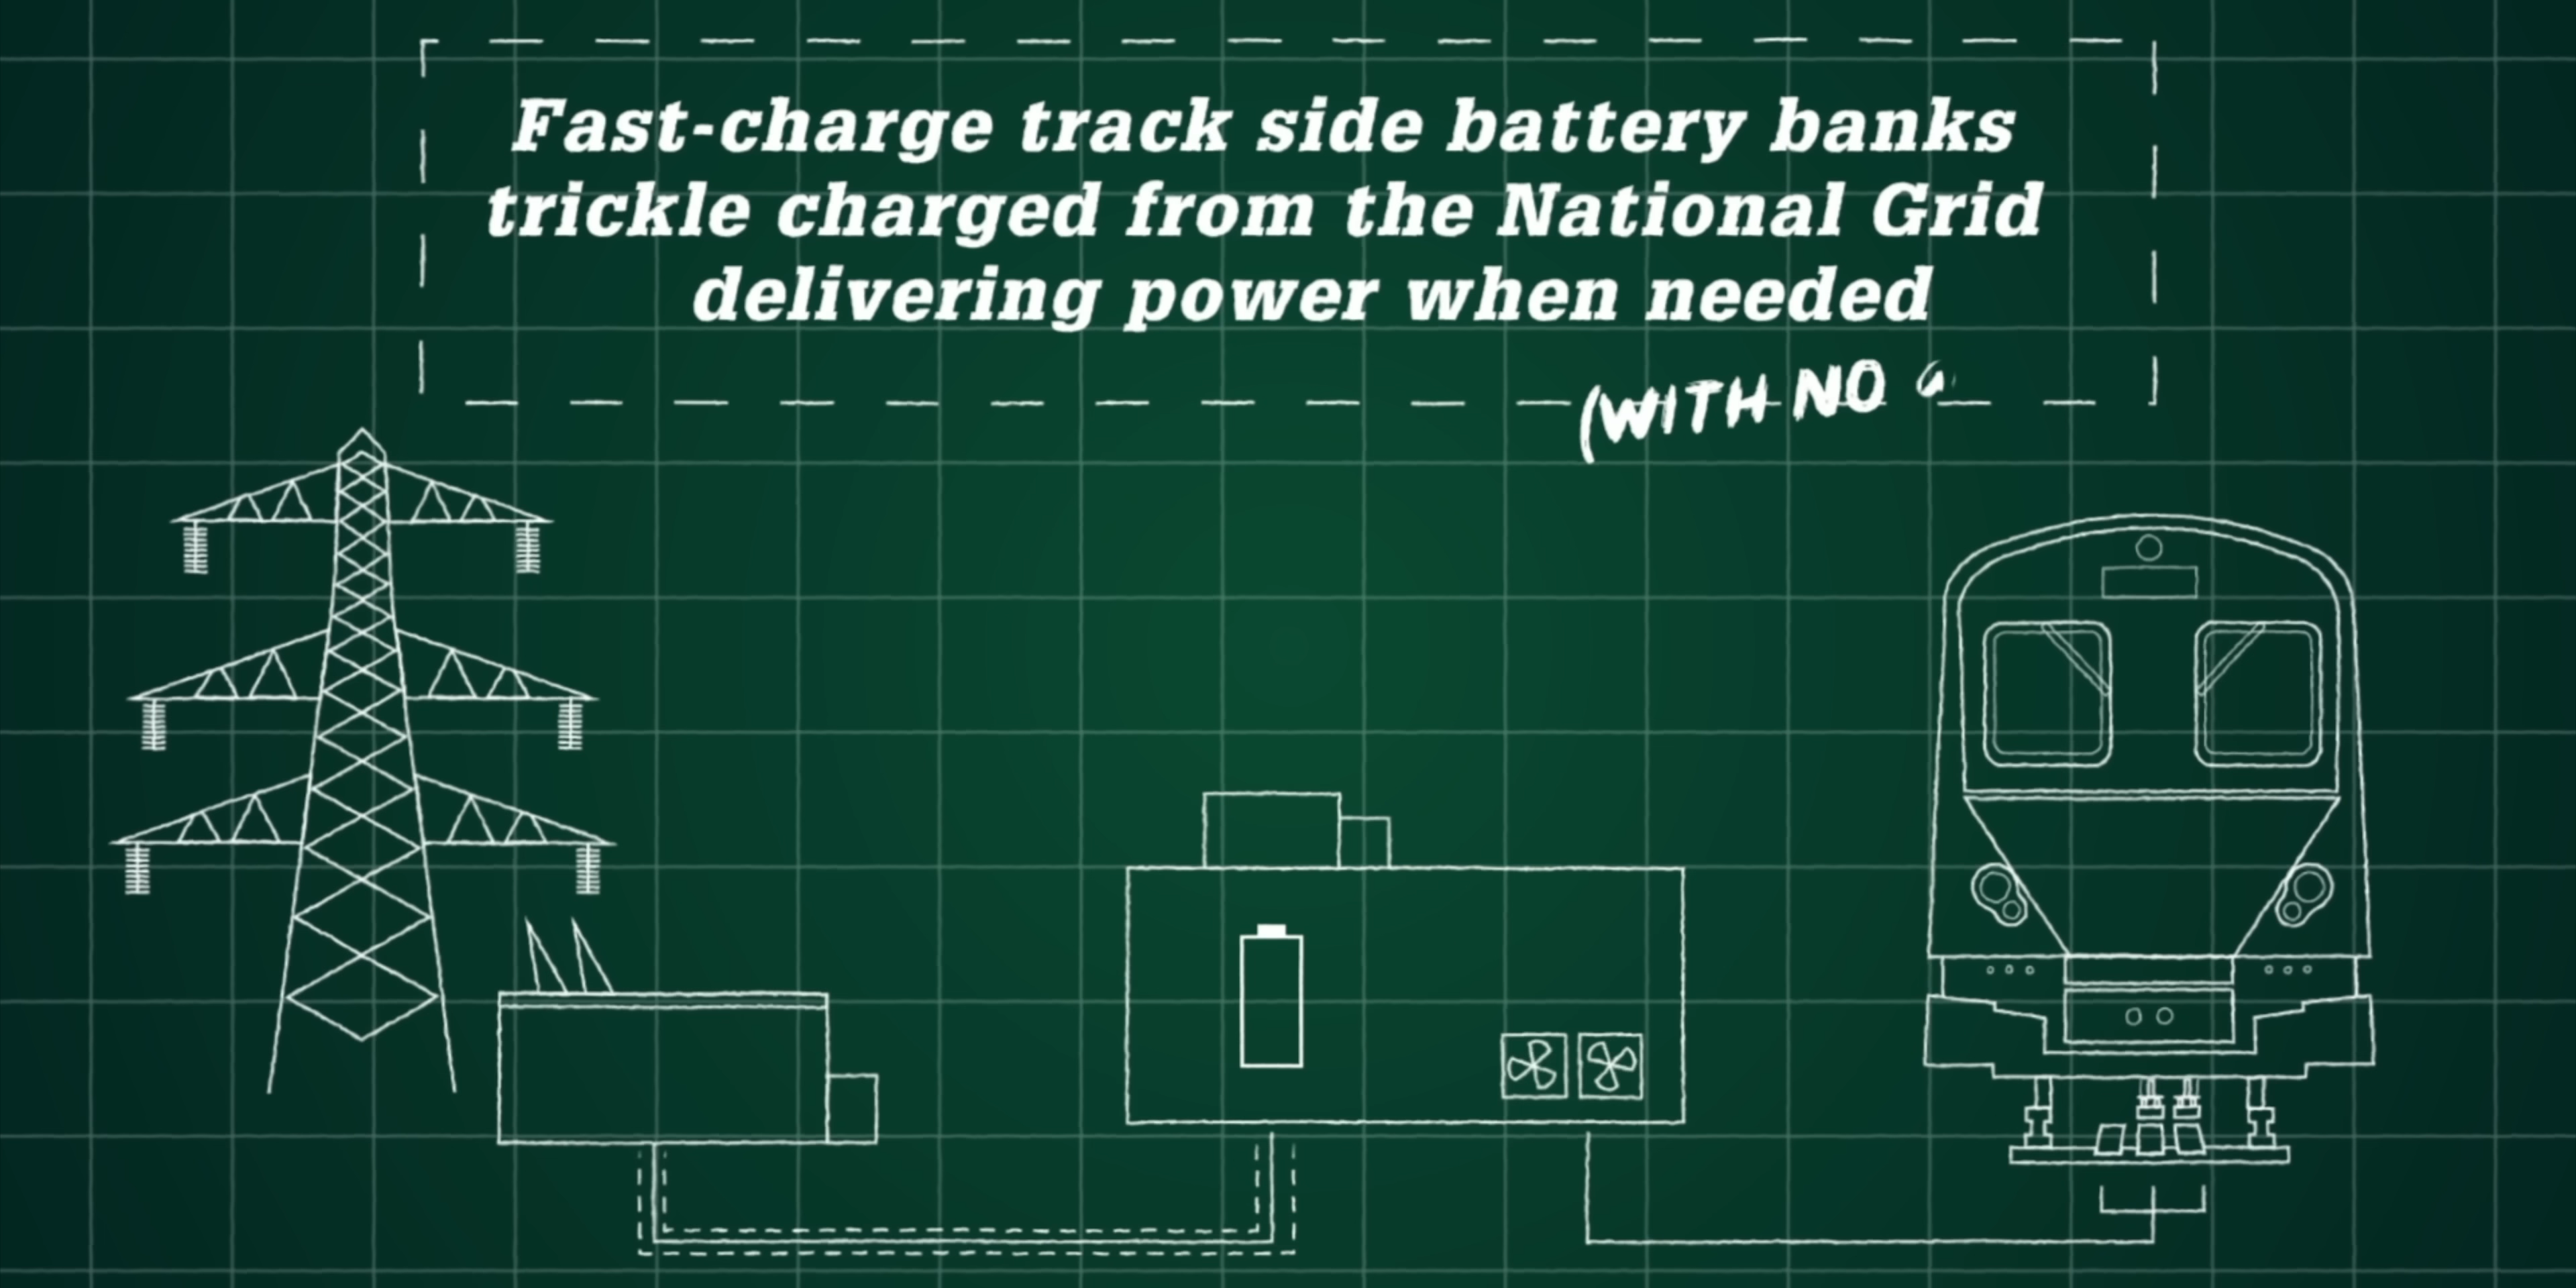 Fast-charge track side battery banks
trickle charged from the National Grid
delivering power when needed
(WITH NO